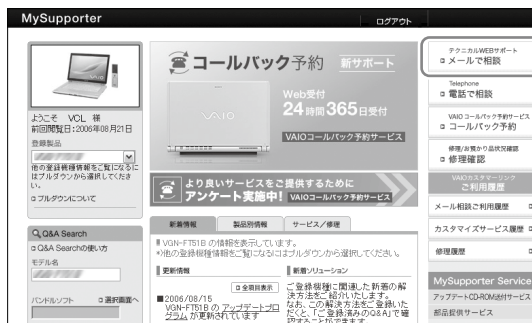 MySupporter
ログアウト
ようこそ VOL 様
前回閲覧日：2006年08月21日
登録製品
他の登録機種情報をご覧になるに
はプルダウンから選択してくださ
い。
プルダウンについて
Q&A Search
Q&A Searchの使い方
モデル名
バンドルソフト
選択画面へ
コールバック予約 新サポート
VAIO
Web受付
24時間365日受付
VAIOコールバック予約サービス
より良いサービスをご提供するために
アンケート実施中！ VAIOコールバック予約サービス
新着情報
製品別情報
サービス／修理
VGN-FT51B の情報を表示しています。
*)他の登録機種情報をご覧になるにはプルダウンから選択してください。
更新情報
全項目表示
■2006/08/15
VGN-FT51B の アップデートプロ
グラム が更新されています
新着ソリューション
ご登録機種に関連した新着の解
決方法をご紹介いたします。
なお、この解決方法をご登録いた
だくと、「ご登録済みのQ&A」で確
認することができます。
テクニカルWEBサポート
メールで相談
Telephone
電話で相談
VAIO コールバック予約サービス
コールバック予約
修理/お預かり品状況確認
修理確認
VAIOカスタマーリンク
ご利用履歴
メール相談ご利用履歴
カスタマイズサービス履歴
修理履歴
MySupporter Service
アップデートCD-ROM送付サービス
部品提供サービス